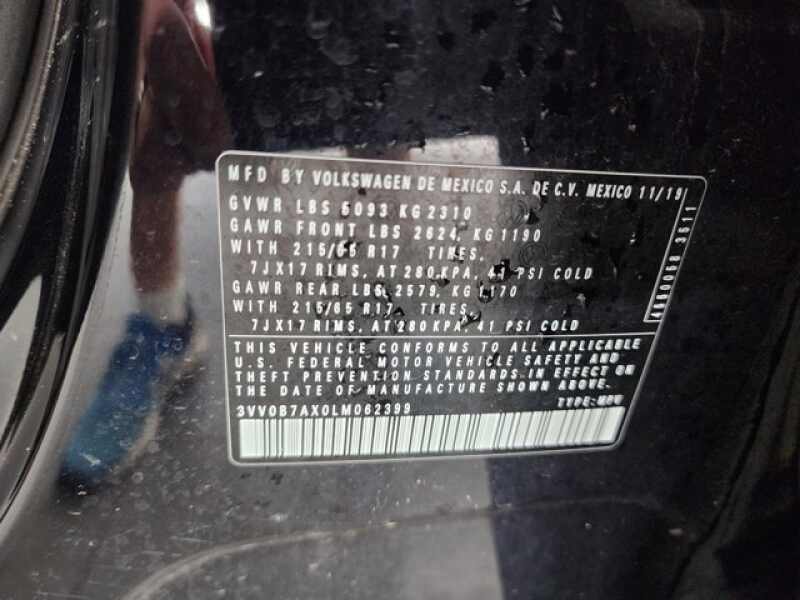 MFD BY VOLKSWAGEN DE MEXICO S.A. DE C.V. MEXICO 11/19
GVWR LBS 5093 KG 2310
GAWR FRONT LBS 2624, KG 1190
WITH 215/65 R17 TIRES,
7JX17 RIMS, AT 280 KPA, 41 PSI COLD
GAWR REAR LBS 2579, KG 1170
WITH 215/65 R17 TIRES,
7JX17 RIMS, AT 280 KPA, 41 PSI COLD
THIS VEHICLE CONFORMS TO ALL APPLICABLE
U.S. FEDERAL MOTOR VEHICLE SAFETY AND
THEFT PREVENTION STANDARDS IN EFFECT ON
THE DATE OF MANUFACTURE SHOWN ABOVE.
3VV0B7AX0LM062399 TYPE: MPV
3611